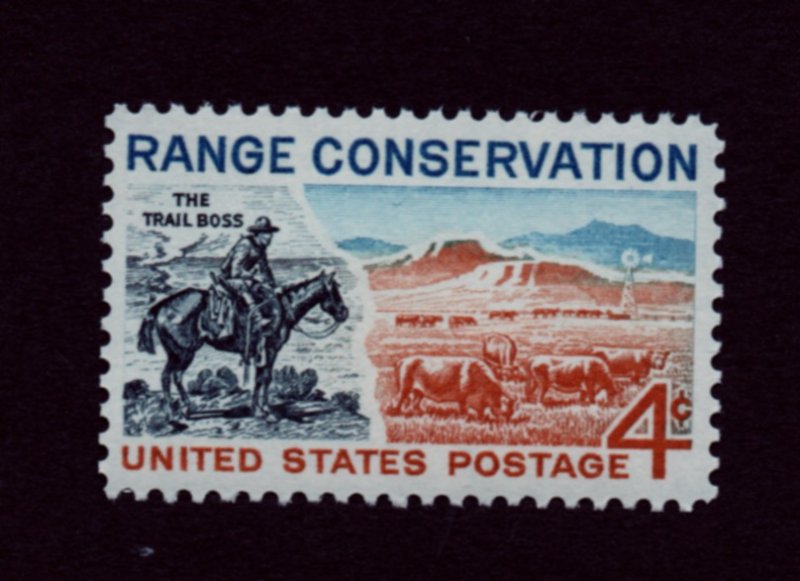 RANGE CONSERVATION
THE
TRAIL BOSS
4¢
UNITED STATES POSTAGE